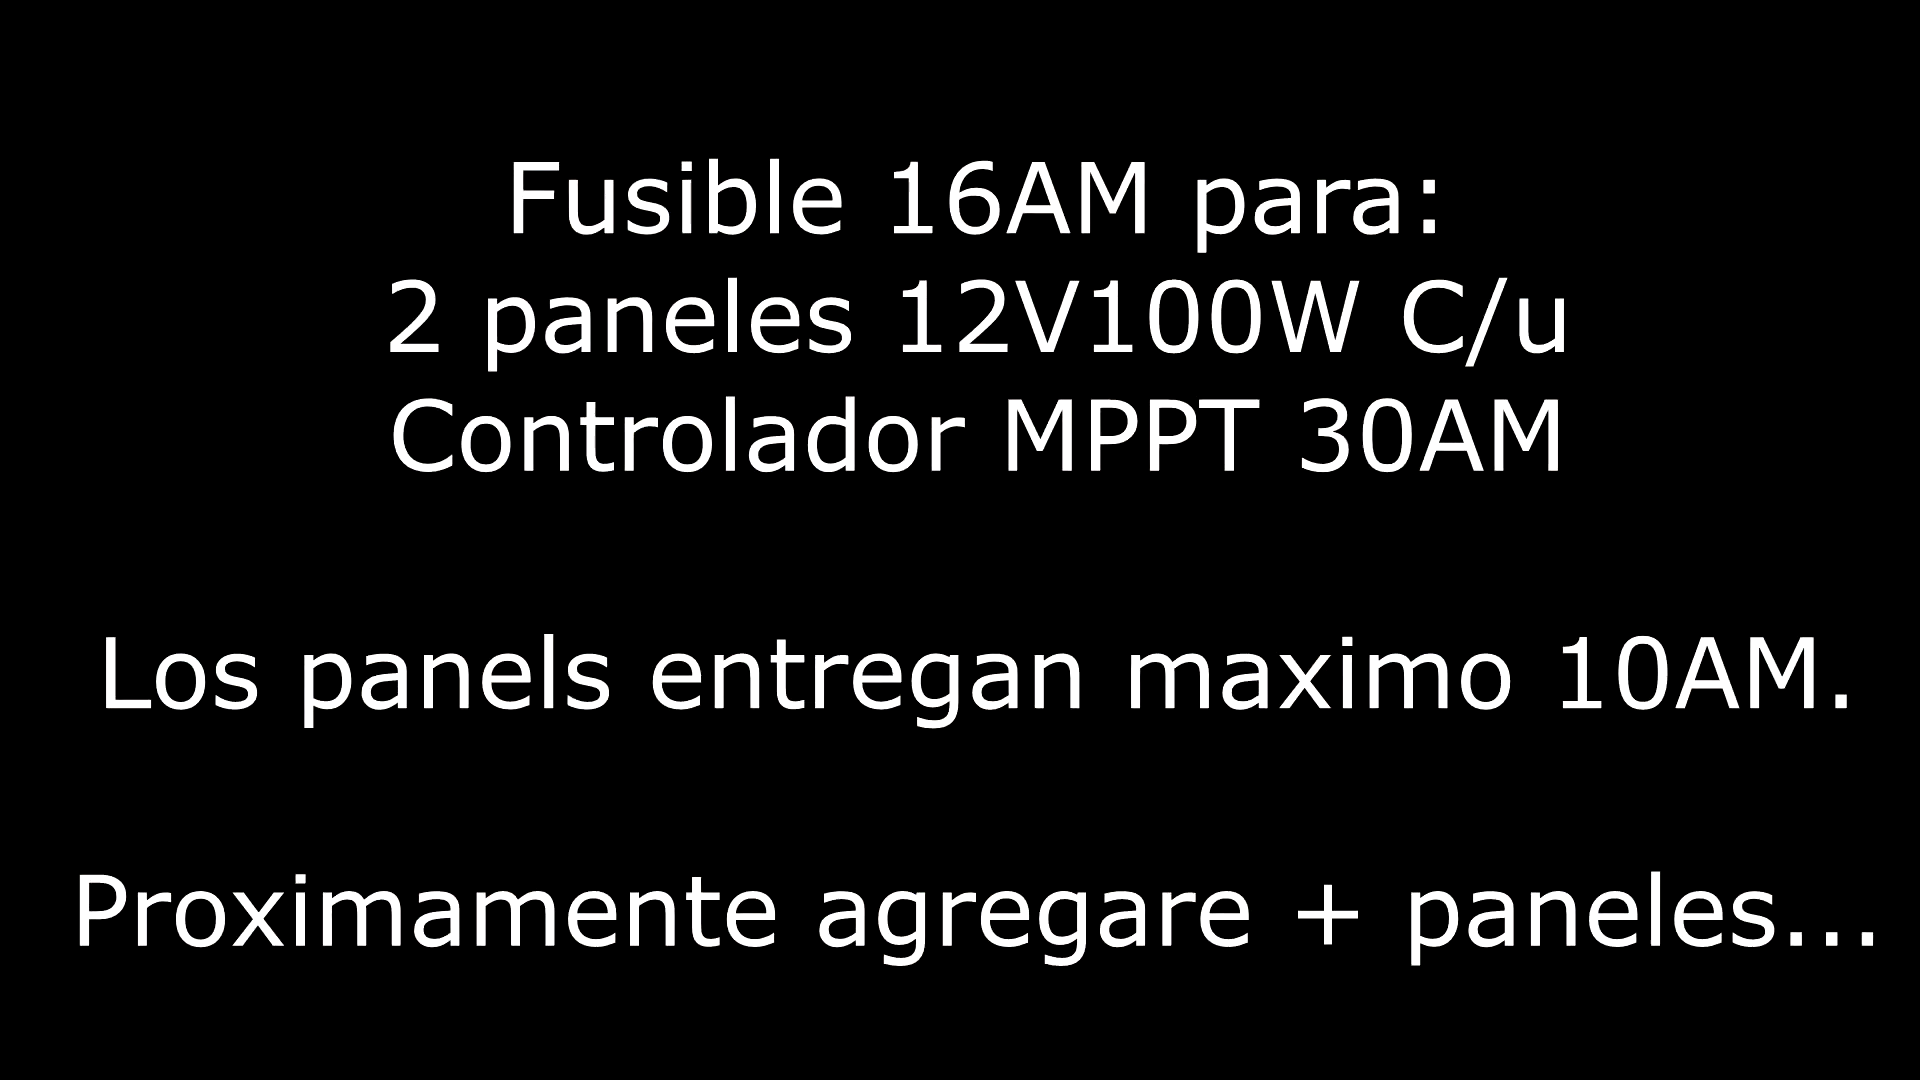 Fusible 16AM para:
2 paneles 12V100W C/u
Controlador MPPT 30AM
Los panels entregan maximo 10AM.
Proximamente agregare + paneles...